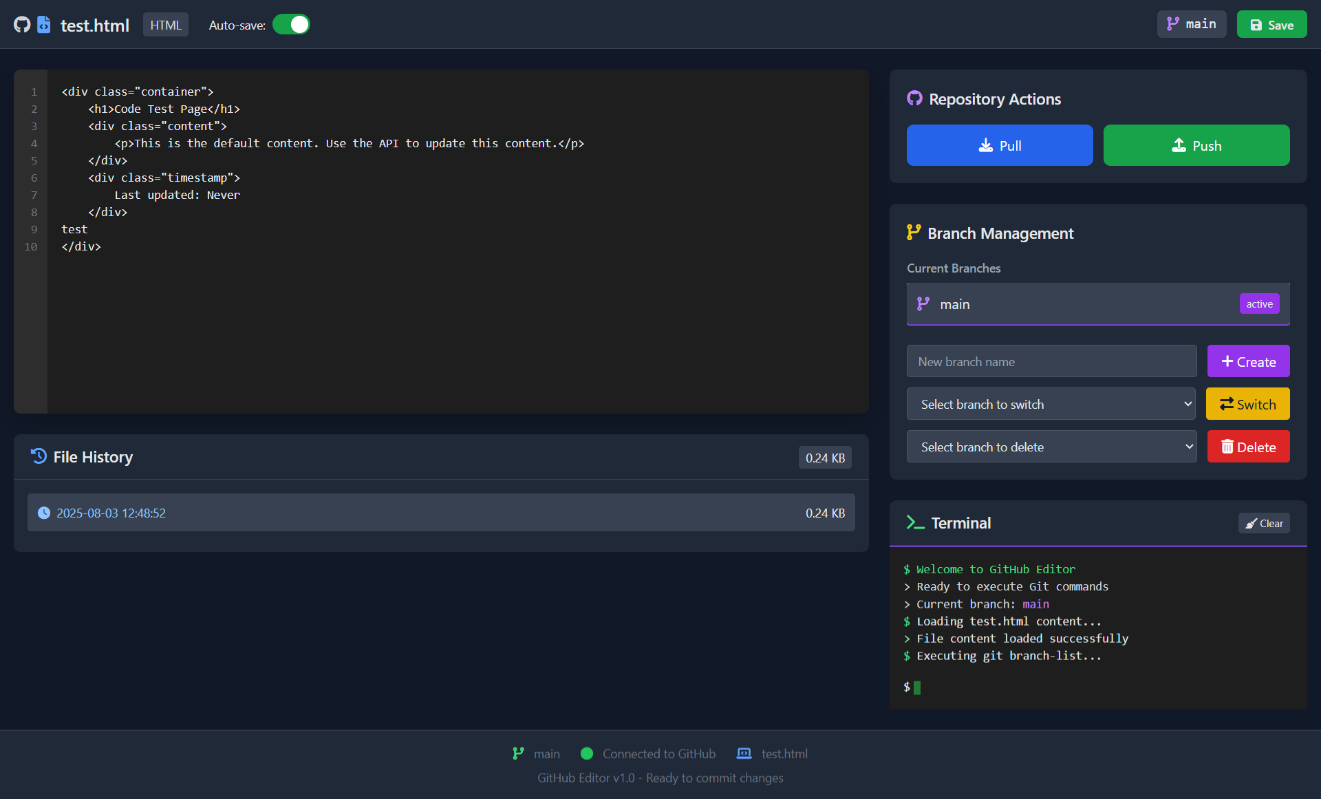 test.html HTML Auto-save: main Save
1 <div class="container">
2 <h1>Code Test Page</h1>
3 <div class="content">
4 <p>This is the default content. Use the API to update this content.</p>
5 </div>
6 <div class="timestamp">
7 Last updated: Never
8 </div>
9 test
10 </div>
File History 0.24 KB
2025-08-03 12:48:52 0.24 KB
Repository Actions
Pull Push
Branch Management
Current Branches
main active
New branch name Create
Select branch to switch Switch
Select branch to delete Delete
Terminal Clear
$ Welcome to GitHub Editor
> Ready to execute Git commands
> Current branch: main
$ Loading test.html content...
> File content loaded successfully
$ Executing git branch-list...
$
main Connected to GitHub test.html
GitHub Editor v1.0 - Ready to commit changes